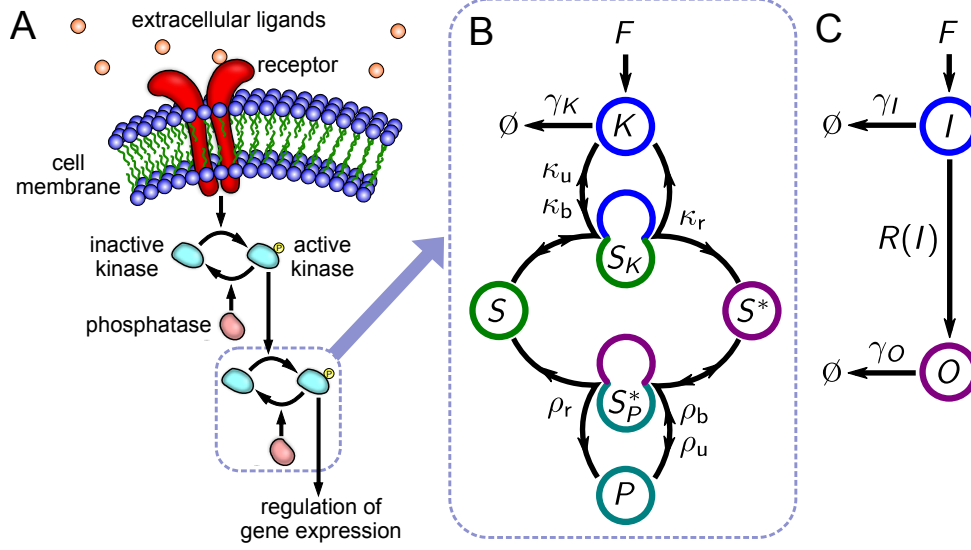 A
extracellular ligands
receptor
cell
membrane
inactive
kinase
P
active
kinase
phosphatase
P
regulation of
gene expression
B
F
∅
γK
K
κu
κb
κr
SK
S
S*
S*P
ρr
ρb
ρu
P
C
F
∅
γI
I
R(I)
∅
γO
O